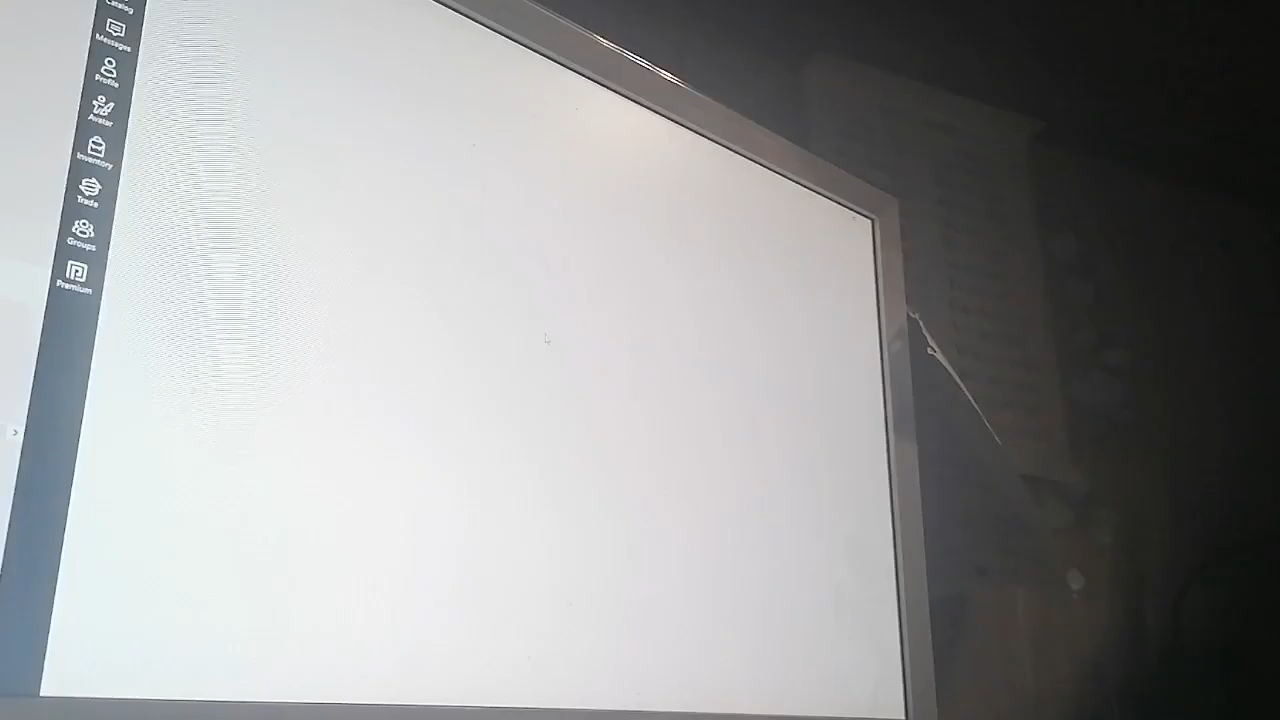 Catalog
Messages
Profile
Avatar
Inventory
Trade
Groups
Premium